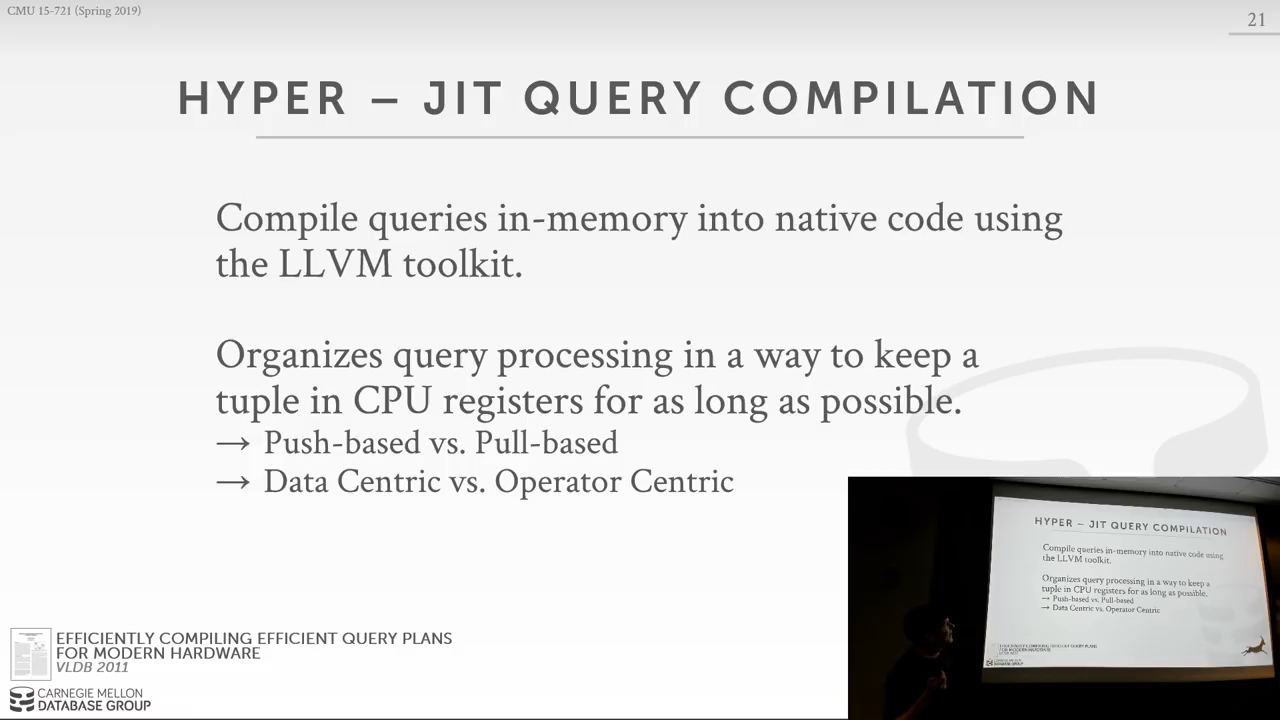 CMU 15-721 (Spring 2019)
21
HYPER – JIT QUERY COMPILATION
Compile queries in-memory into native code using
the LLVM toolkit.
Organizes query processing in a way to keep a
tuple in CPU registers for as long as possible.
→ Push-based vs. Pull-based
→ Data Centric vs. Operator Centric
EFFICIENTLY COMPILING EFFICIENT QUERY PLANS
FOR MODERN HARDWARE
VLDB 2011
CARNEGIE MELLON
DATABASE GROUP
HYPER – JIT QUERY COMPILATION
Compile queries in-memory into native code using
the LLVM toolkit.
Organizes query processing in a way to keep a
tuple in CPU registers for as long as possible.
→ Push-based vs. Pull-based
→ Data Centric vs. Operator Centric